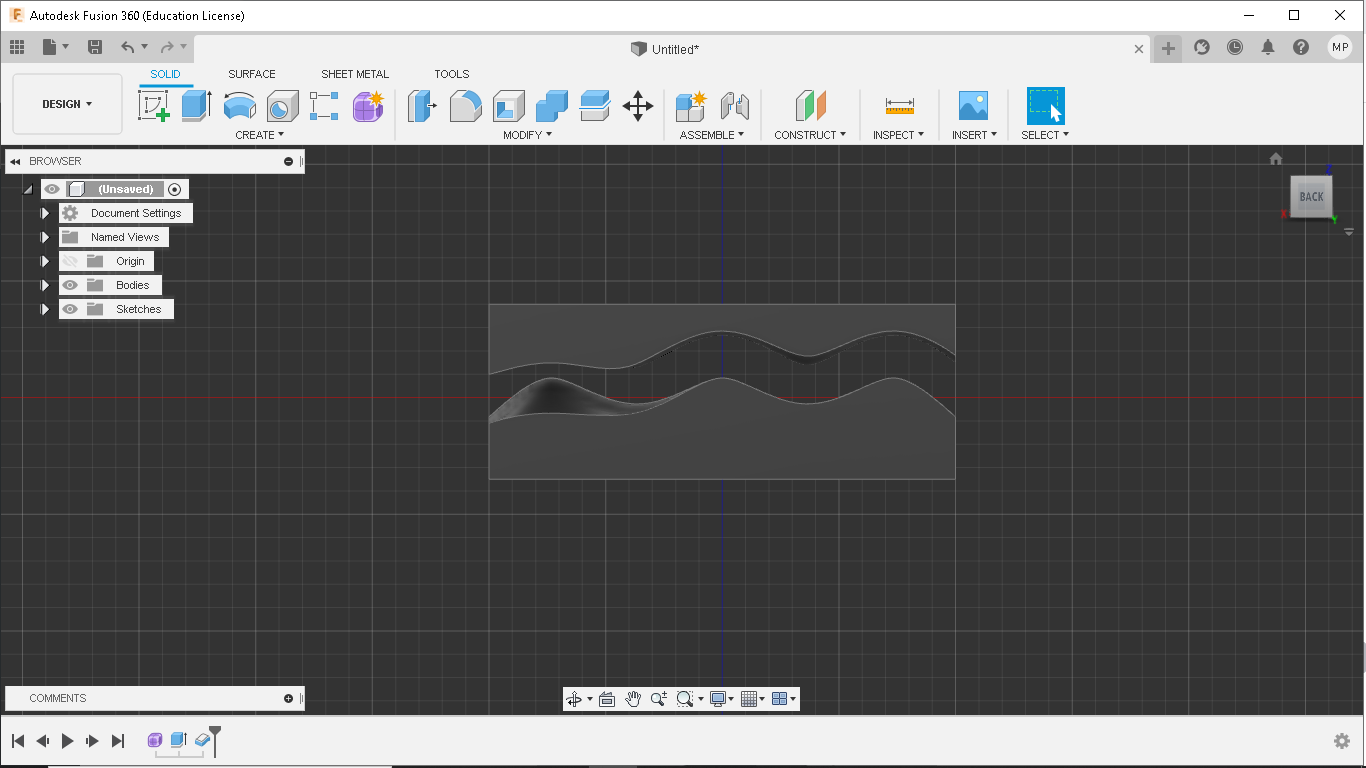 Autodesk Fusion 360 (Education License)
Untitled*
MP
SOLID SURFACE SHEET METAL TOOLS
DESIGN
CREATE MODIFY ASSEMBLE CONSTRUCT INSPECT INSERT SELECT
BROWSER
(Unsaved)
Document Settings
Named Views
Origin
Bodies
Sketches
Z
BACK
X
Y
COMMENTS